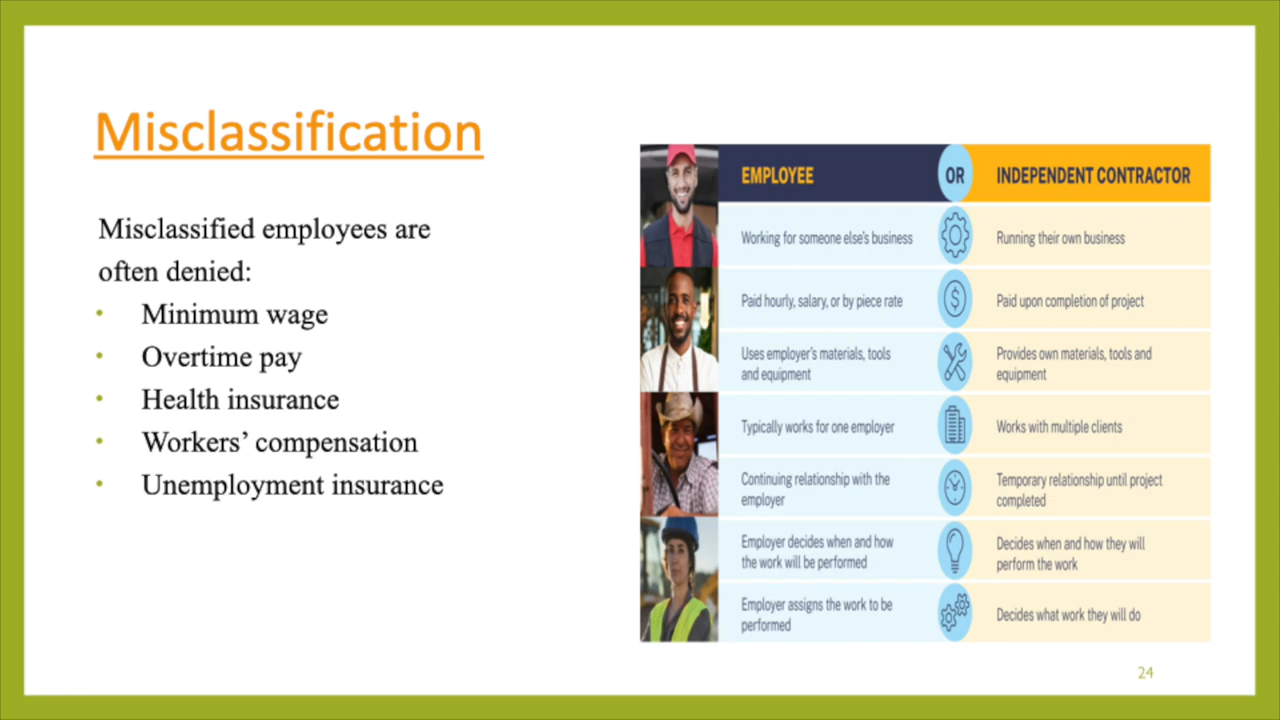 Misclassification
Misclassified employees are
often denied:
• Minimum wage
• Overtime pay
• Health insurance
• Workers’ compensation
• Unemployment insurance
EMPLOYEE OR INDEPENDENT CONTRACTOR
Working for someone else's business
Running their own business
Paid hourly, salary, or by piece rate
$
Paid upon completion of project
Uses employer's materials, tools
and equipment
Provides own materials, tools and
equipment
Typically works for one employer
Works with multiple clients
Continuing relationship with the
employer
Temporary relationship until project
completed
Employer decides when and how
the work will be performed
Decides when and how they will
perform the work
Employer assigns the work to be
performed
Decides what work they will do
24